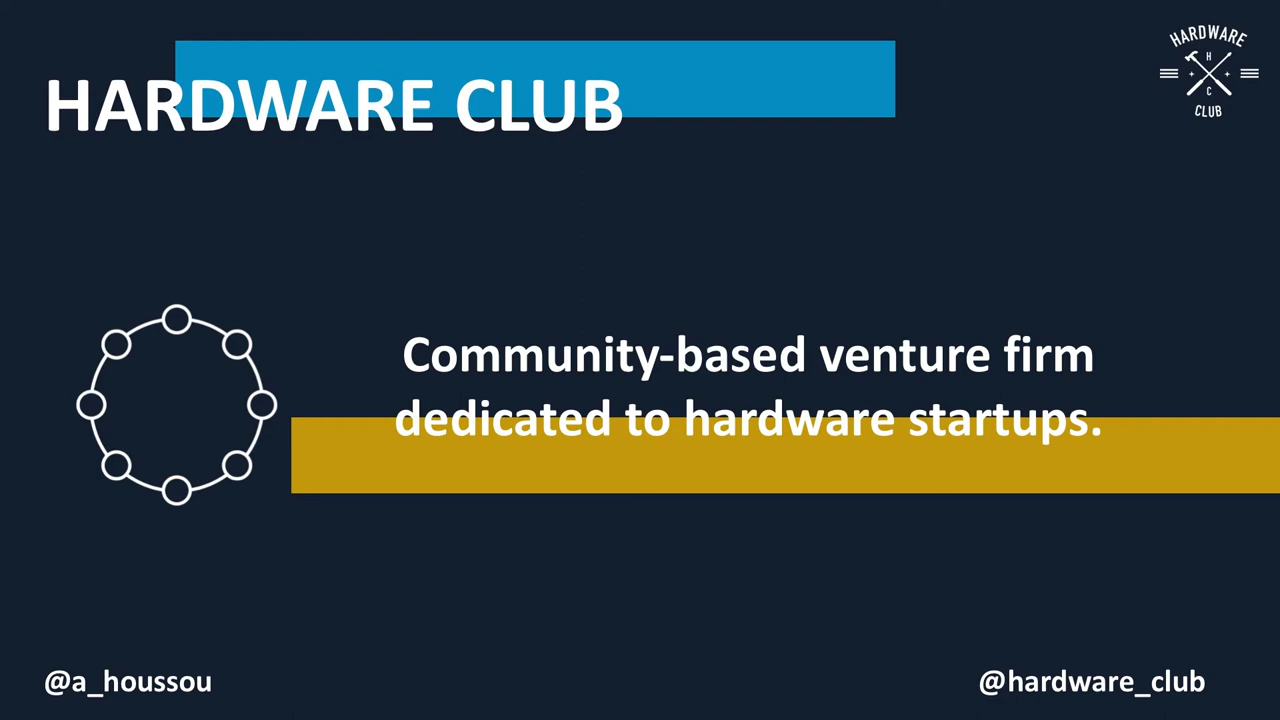 HARDWARE CLUB
HARDWARE
H
C
CLUB
Community-based venture firm
dedicated to hardware startups.
@a_houssou
@hardware_club